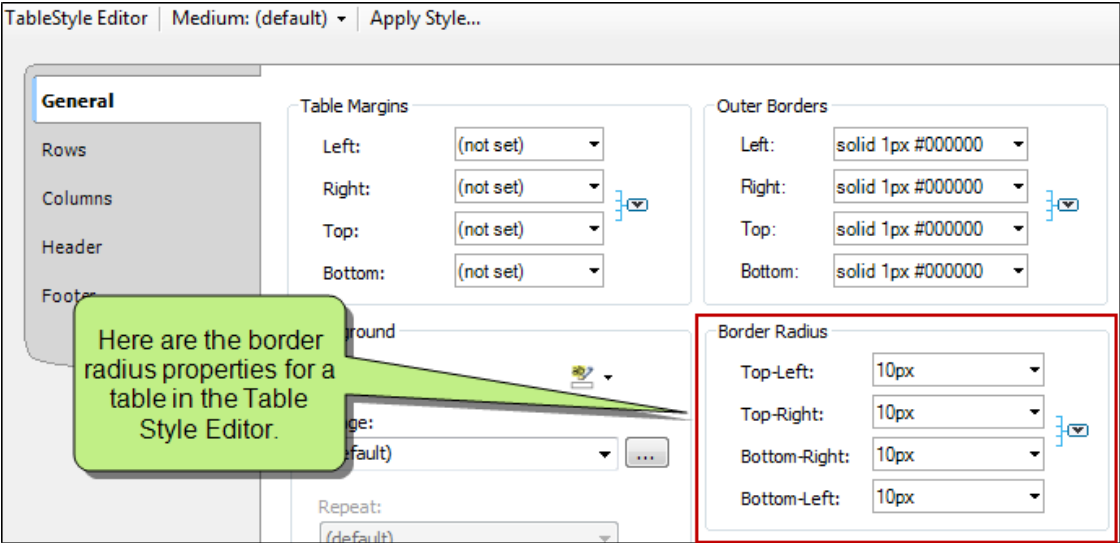 TableStyle Editor Medium: (default) Apply Style...
General
Rows
Columns
Header
Footer
Table Margins
Left: (not set)
Right: (not set)
Top: (not set)
Bottom: (not set)
Outer Borders
Left: solid 1px #000000
Right: solid 1px #000000
Top: solid 1px #000000
Bottom: solid 1px #000000
Here are the border
radius properties for a
table in the Table
Style Editor.
Repeat:
(default)
Border Radius
Top-Left: 10px
Top-Right: 10px
Bottom-Right: 10px
Bottom-Left: 10px